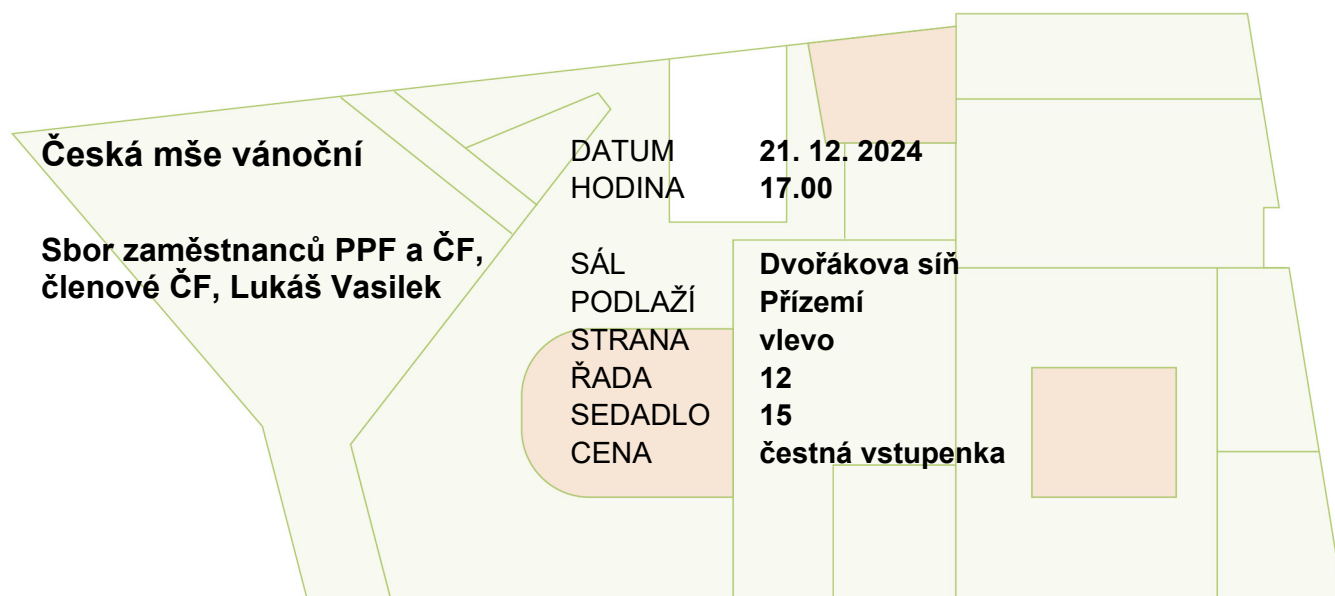 Česká mše vánoční
Sbor zaměstnanců PPF a ČF,
členové ČF, Lukáš Vasilek
DATUM 21. 12. 2024
HODINA 17.00
SÁL Dvořákova síň
PODLAŽÍ Přízemí
STRANA vlevo
ŘADA 12
SEDADLO 15
CENA čestná vstupenka